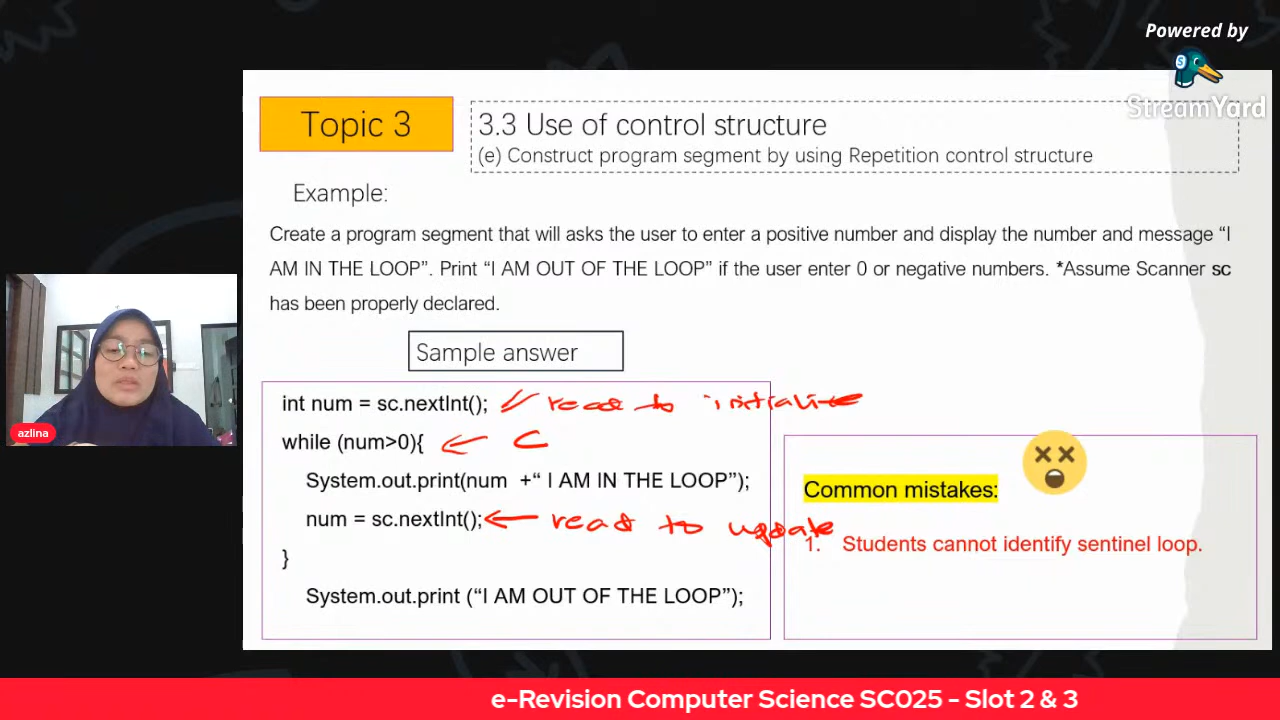 Powered by
StreamYard
Topic 3
3.3 Use of control structure
(e) Construct program segment by using Repetition control structure
Example:
Create a program segment that will asks the user to enter a positive number and display the number and message “I
AM IN THE LOOP”. Print “I AM OUT OF THE LOOP” if the user enter 0 or negative numbers. *Assume Scanner sc
has been properly declared.
Sample answer
int num = sc.nextInt(); read to initialize
while (num>0){ C
System.out.print(num +“ I AM IN THE LOOP”);
num = sc.nextInt(); read to update
}
System.out.print (“I AM OUT OF THE LOOP”);
Common mistakes:
1. Students cannot identify sentinel loop.
azlina
e-Revision Computer Science SC025 - Slot 2 & 3